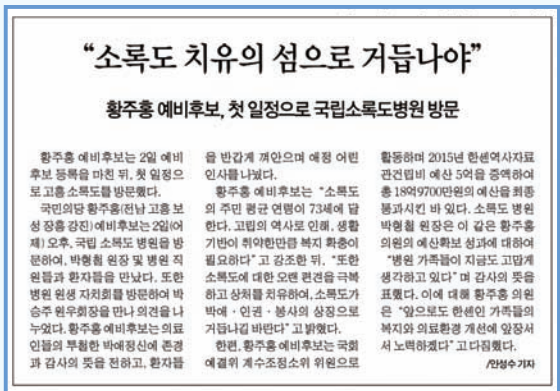 “소록도 치유의 섬으로 거듭나야”
황주홍 예비후보, 첫 일정으로 국립소록도병원 방문
황주홍 예비후보는 2일 예비
후보 등록을 마친 뒤, 첫 일정으
로 고흥 소록도를 방문했다.
국민의당 황주홍(전남 고흥 보
성 장흥 강진) 예비후보는 2일(어
제) 오후, 국립 소록도 병원을 방
문하여, 박형철 원장 및 병원 직
원들과 환자들을 만났다. 또한
병원 원생 자치회를 방문하여 박
승주 원우회장을 만나 의견을 나
누었다. 황주홍 예비후보는 의료
인들의 투철한 박애정신에 존경
과 감사의 뜻을 전하고, 환자들
을 반갑게 껴안으며 애정 어린
인사를 나눴다.
황주홍 예비후보는 “소록도
의 주민 평균 연령이 73세에 달
한다. 고립의 역사로 인해, 생활
기반이 취약한만큼 복지 확충이
필요하다” 고 강조한 뒤, “또한
소록도에 대한 오랜 편견을 극복
하고 상처를 치유하여, 소록도가
박애 · 인권 · 봉사의 상징으로
거듭나길 바란다” 고 밝혔다.
한편, 황주홍 예비후보는 국회
예결위 계수조정소위 위원으로
활동하며 2015년 한센역사자료
관건립비 예산 5억을 증액하여
총 18억9700만원의 예산을 최종
통과시킨 바 있다. 소록도 병원
박형철 원장은 이 같은 황주홍
의원의 예산확보 성과에 대하여
“병원 가족들이 지금도 고맙게
생각하고 있다” 며 감사의 뜻을
표했다. 이에 대해 황주홍 의원
은 “앞으로도 한센인 가족들의
복지와 의료환경 개선에 앞장서
서 노력하겠다” 고 다짐했다.
/안성수 기자